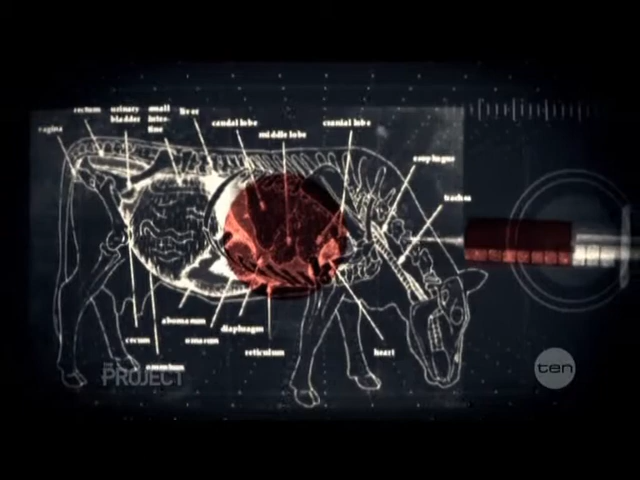 rectum
urinary
bladder
small
intes-
tine
liver
caudal lobe
middle lobe
cranial lobe
vagina
esophagus
trachea
abomasum
diaphragm
cecum
omasum
reticulum
heart
THE
PROJECT
ten